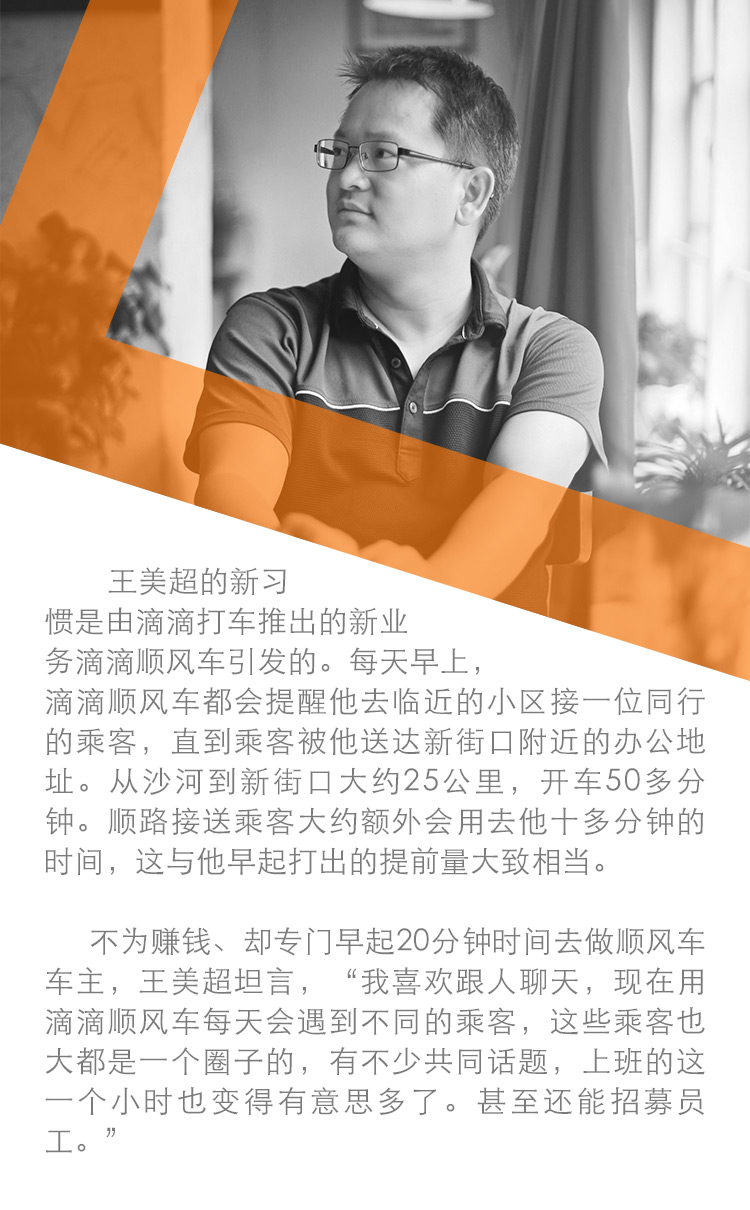 王美超的新习
惯是由滴滴打车推出的新业
务滴滴顺风车引发的。每天早上，
滴滴顺风车都会提醒他去临近的小区接一位同行
的乘客，直到乘客被他送达新街口附近的办公地
址。从沙河到新街口大约25公里，开车50多分
钟。顺路接送乘客大约额外会用去他十多分钟的
时间，这与他早起打出的提前量大致相当。
不为赚钱、却专门早起20分钟时间去做顺风车
车主，王美超坦言，“我喜欢跟人聊天，现在用
滴滴顺风车每天会遇到不同的乘客，这些乘客也
大都是一个圈子的，有不少共同话题，上班的这
一个小时也变得有意思多了。甚至还能招募员
工。”